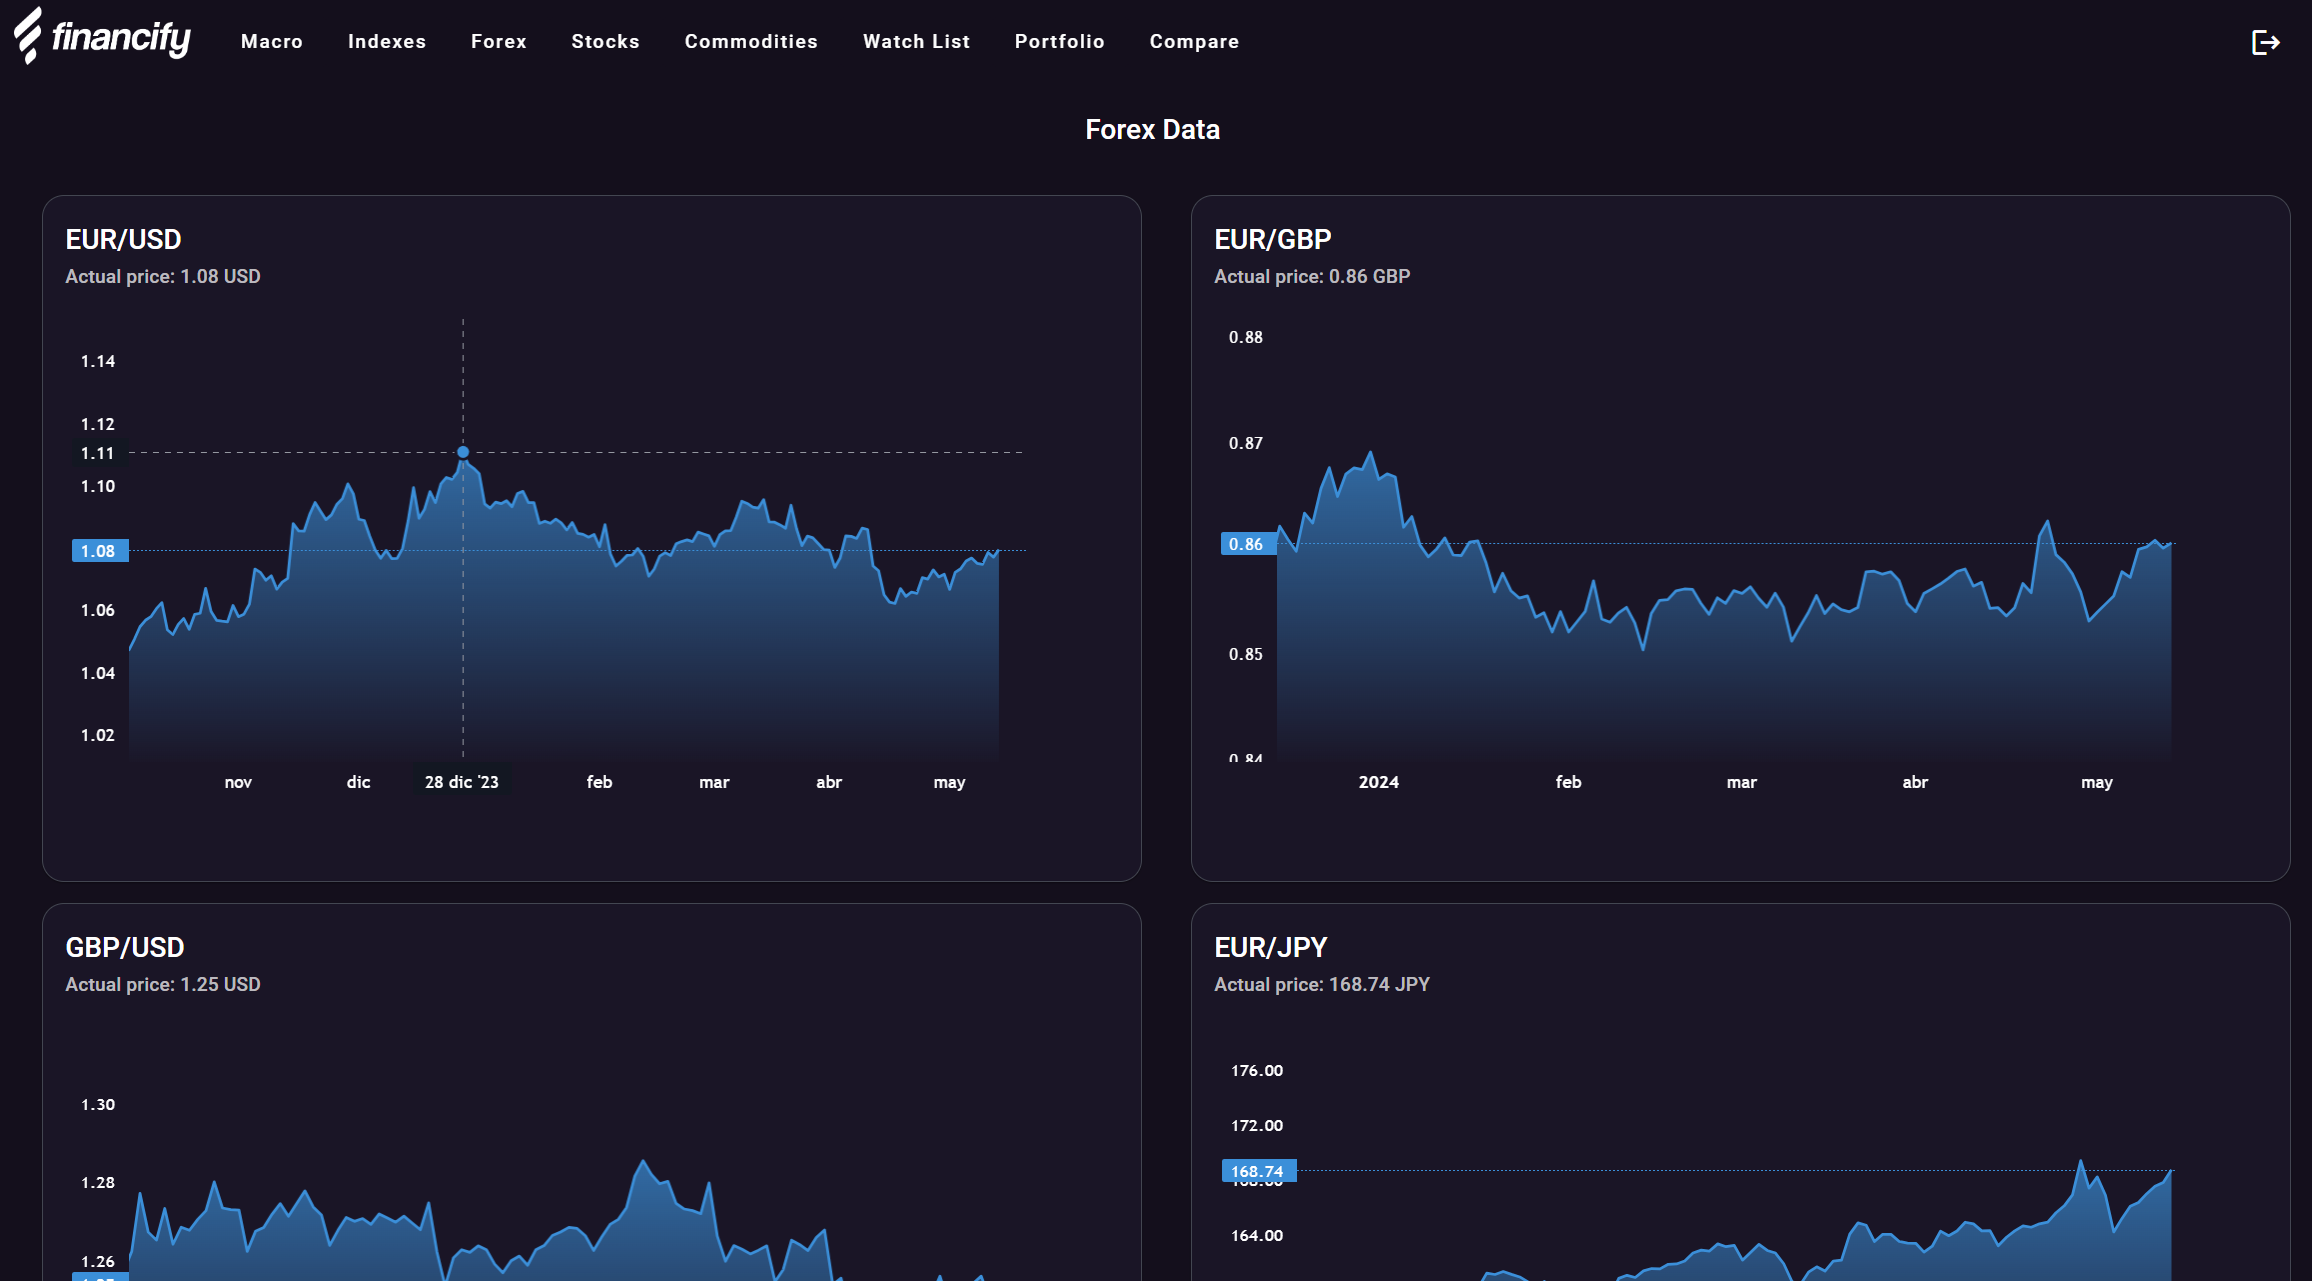 financify
Macro
Indexes
Forex
Stocks
Commodities
Watch List
Portfolio
Compare
Forex Data
EUR/USD
Actual price: 1.08 USD
1.14
1.12
1.11
1.10
1.08
1.06
1.04
1.02
nov
dic
28 dic '23
feb
mar
abr
may
EUR/GBP
Actual price: 0.86 GBP
0.88
0.87
0.86
0.85
0.84
2024
feb
mar
abr
may
GBP/USD
Actual price: 1.25 USD
1.30
1.28
1.26
EUR/JPY
Actual price: 168.74 JPY
176.00
172.00
168.74
168.00
164.00